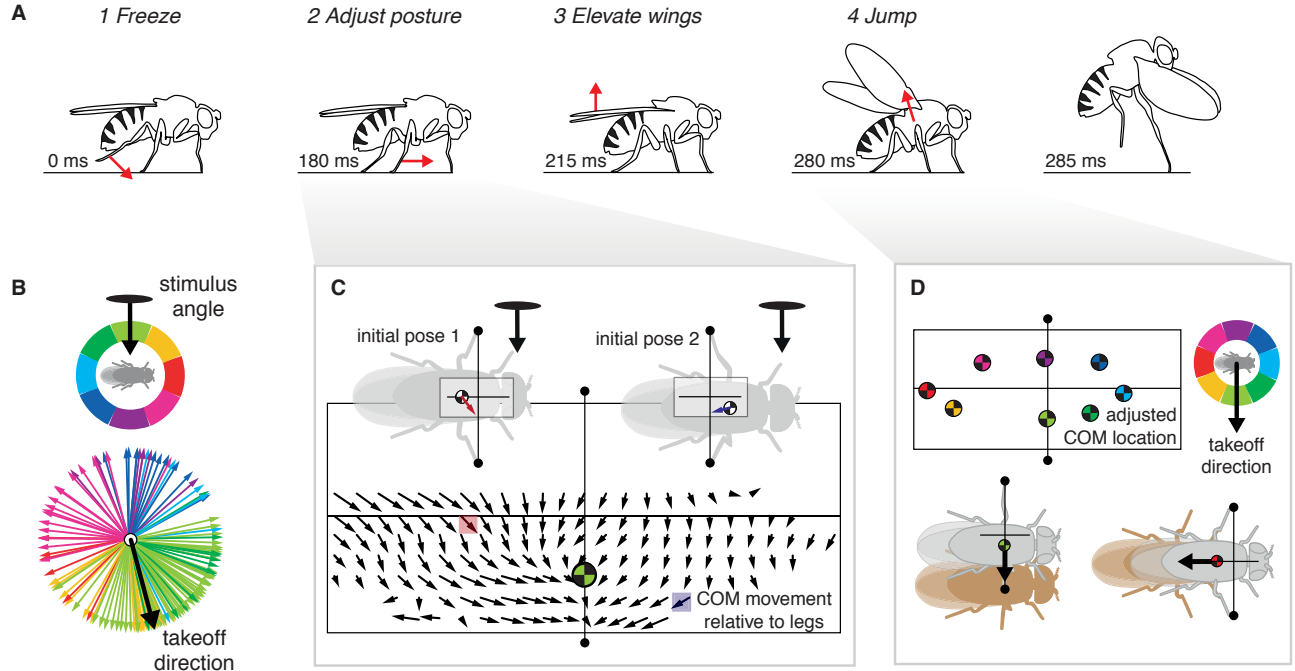 A
1 Freeze
2 Adjust posture
3 Elevate wings
4 Jump
0 ms
180 ms
215 ms
280 ms
285 ms
B
stimulus
angle
takeoff
direction
C
initial pose 1
initial pose 2
COM movement
relative to legs
D
adjusted
COM location
takeoff
direction